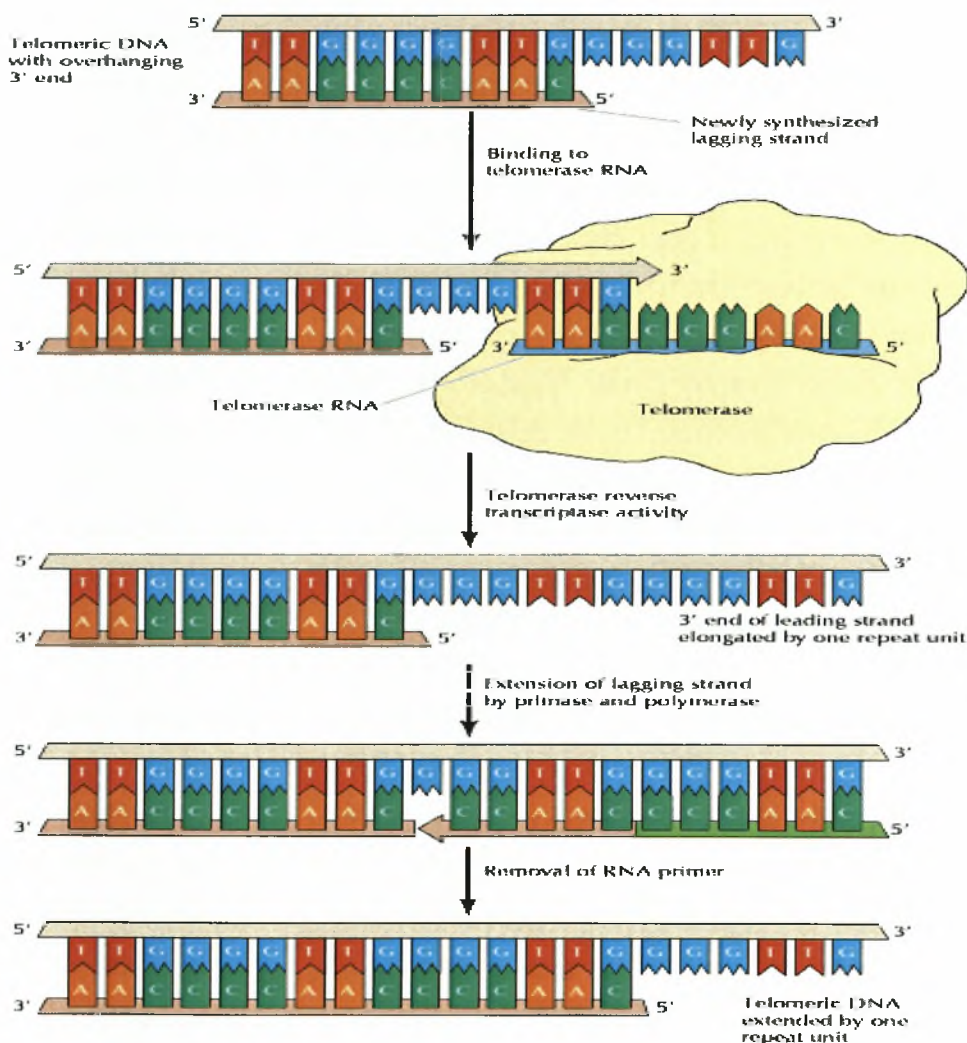 5' 3'
Telomeric DNA
with overhanging
3' end
T T G G G G T T G G G G T T G
A A C C C C A A C
3' 5'
Newly synthesized
lagging strand
Binding to
telomerase RNA
5' 3'
T T G G G G T T G G G G T T G
A A C C C C A A C A A C C C C A A C
3' 5' 3' 5'
Telomerase RNA
Telomerase
Telomerase reverse
transcriptase activity
5' 3'
T T G G G G T T G G G G T T G G G G T T G
A A C C C C A A C
3' 5'
3' end of leading strand
elongated by one repeat unit
Extension of lagging strand
by primase and polymerase
5' 3'
T T G G G G T T G G G G T T G G G G T T G
A A C C C C A A C C C A A C C C C A A C
3' 5'
Removal of RNA primer
5' 3'
T T G G G G T T G G G G T T G G G G T T G
A A C C C C A A C C C C A A C
3' 5'
Telomeric DNA
extended by one
repeat unit